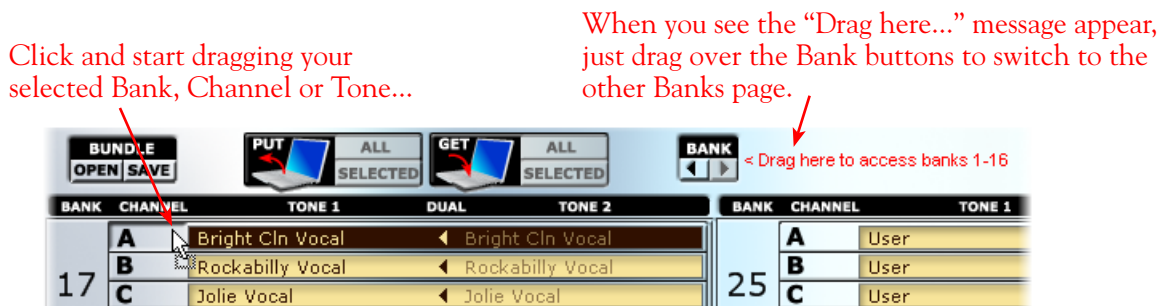 When you see the “Drag here...” message appear,
just drag over the Bank buttons to switch to the
other Banks page.
Click and start dragging your
selected Bank, Channel or Tone...
BUNDLE
OPEN SAVE
PUT
ALL
SELECTED
GET
ALL
SELECTED
BANK
< Drag here to access banks 1-16
BANK CHANNEL TONE 1 DUAL TONE 2 BANK CHANNEL TONE 1
17
A Bright Cln Vocal Bright Cln Vocal
B Rockabilly Vocal Rockabilly Vocal
C Jolie Vocal Jolie Vocal
25
A User
B User
C User